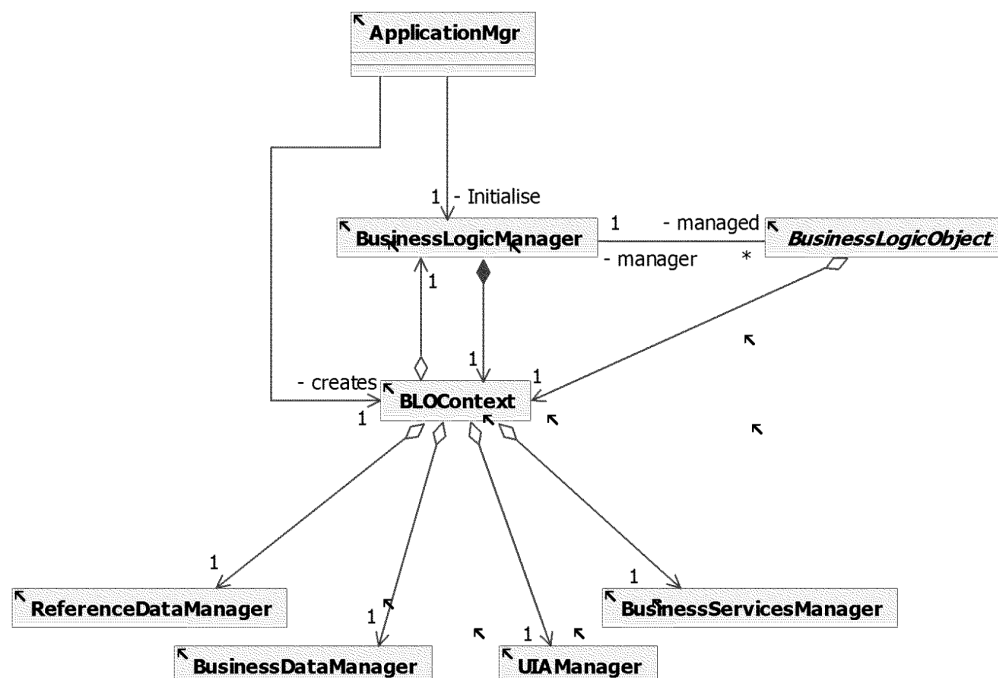 ApplicationMgr
1 - Initialise
BusinessLogicManager
1 - managed
- manager *
BusinessLogicObject
1
1
1
- creates
1
BLOContext
1
ReferenceDataManager
1
BusinessServicesManager
1
BusinessDataManager
1
UIAManager